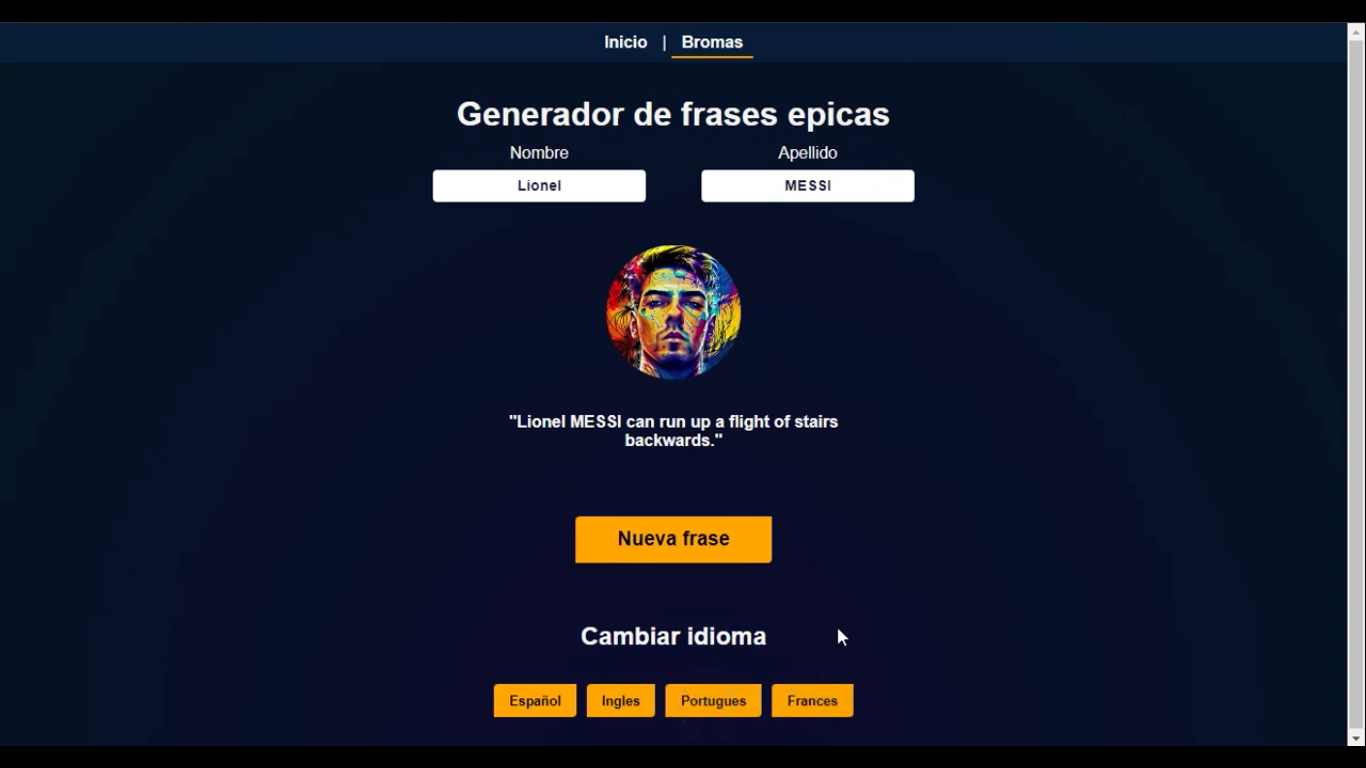 Inicio | Bromas
Generador de frases epicas
Nombre Apellido
Lionel MESSI
"Lionel MESSI can run up a flight of stairs
backwards."
Nueva frase
Cambiar idioma
Español Ingles Portugues Frances